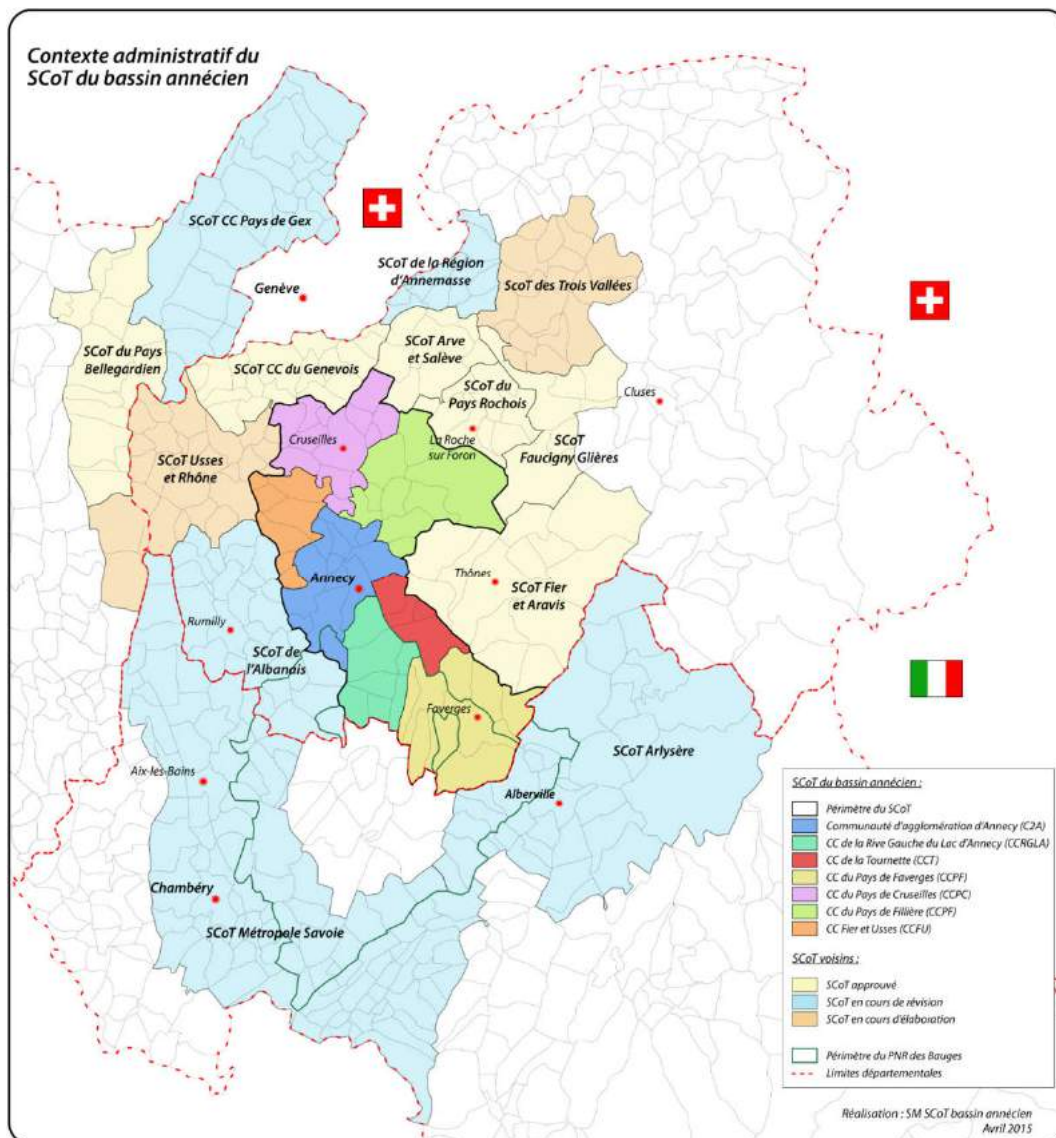 Contexte administratif du
SCoT du bassin annécien
SCoT CC Pays de Gex
SCoT de la Région
d'Annemasse
SCoT des Trois Vallées
Genève
SCoT du Pays
Bellegardien
SCoT CC du Genevois
SCoT Arve
et Salève
SCoT du
Pays Rochois
Cluses
Cruseilles
La Roche
sur Foron
SCoT
Faucigny Glières
SCoT Usses
et Rhône
Annecy
Thônes
SCoT Fier
et Aravis
Rumilly
SCoT de
l'Albanais
Faverges
SCoT Arlysère
Aix-les-Bains
Alberville
Chambéry
SCoT Métropole Savoie
SCoT du bassin annécien :
Périmètre du SCoT
Communauté d'agglomération d'Annecy (C2A)
CC de la Rive Gauche du Lac d'Annecy (CCRGLA)
CC de la Tournette (CCT)
CC du Pays de Faverges (CCPF)
CC du Pays de Cruseilles (CCPC)
CC du Pays de Fillière (CCPF)
CC Fier et Usses (CCFU)
SCoT voisins :
SCoT approuvé
SCoT en cours de révision
SCoT en cours d'élaboration
Périmètre du PNR des Bauges
Limites départementales
Réalisation : SM SCoT bassin annécien
Avril 2015